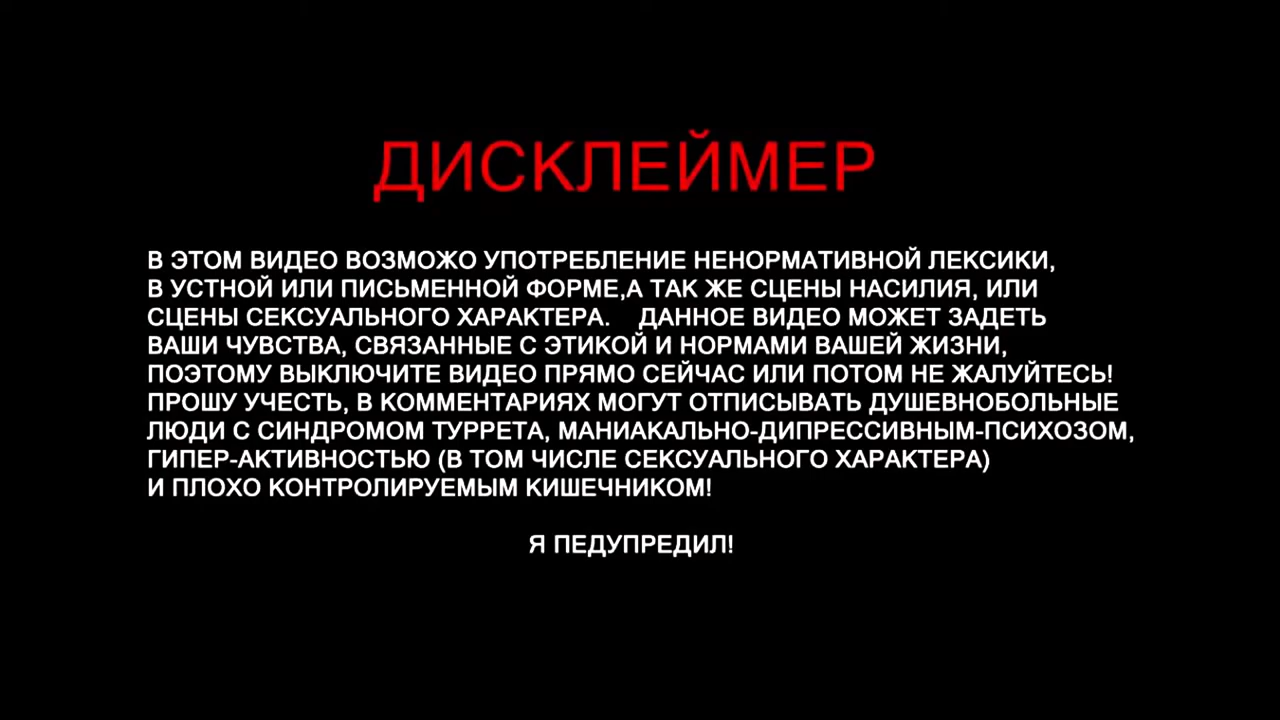 ДИСКЛЕЙМЕР
В ЭТОМ ВИДЕО ВОЗМОЖО УПОТРЕБЛЕНИЕ НЕНОРМАТИВНОЙ ЛЕКСИКИ,
В УСТНОЙ ИЛИ ПИСЬМЕННОЙ ФОРМЕ,А ТАК ЖЕ СЦЕНЫ НАСИЛИЯ, ИЛИ
СЦЕНЫ СЕКСУАЛЬНОГО ХАРАКТЕРА. ДАННОЕ ВИДЕО МОЖЕТ ЗАДЕТЬ
ВАШИ ЧУВСТВА, СВЯЗАННЫЕ С ЭТИКОЙ И НОРМАМИ ВАШЕЙ ЖИЗНИ,
ПОЭТОМУ ВЫКЛЮЧИТЕ ВИДЕО ПРЯМО СЕЙЧАС ИЛИ ПОТОМ НЕ ЖАЛУЙТЕСЬ!
ПРОШУ УЧЕСТЬ, В КОММЕНТАРИЯХ МОГУТ ОТПИСЫВАТЬ ДУШЕВНОБОЛЬНЫЕ
ЛЮДИ С СИНДРОМОМ ТУРРЕТА, МАНИАКАЛЬНО-ДИПРЕССИВНЫМ-ПСИХОЗОМ,
ГИПЕР-АКТИВНОСТЬЮ (В ТОМ ЧИСЛЕ СЕКСУАЛЬНОГО ХАРАКТЕРА)
И ПЛОХО КОНТРОЛИРУЕМЫМ КИШЕЧНИКОМ!
Я ПЕДУПРЕДИЛ!